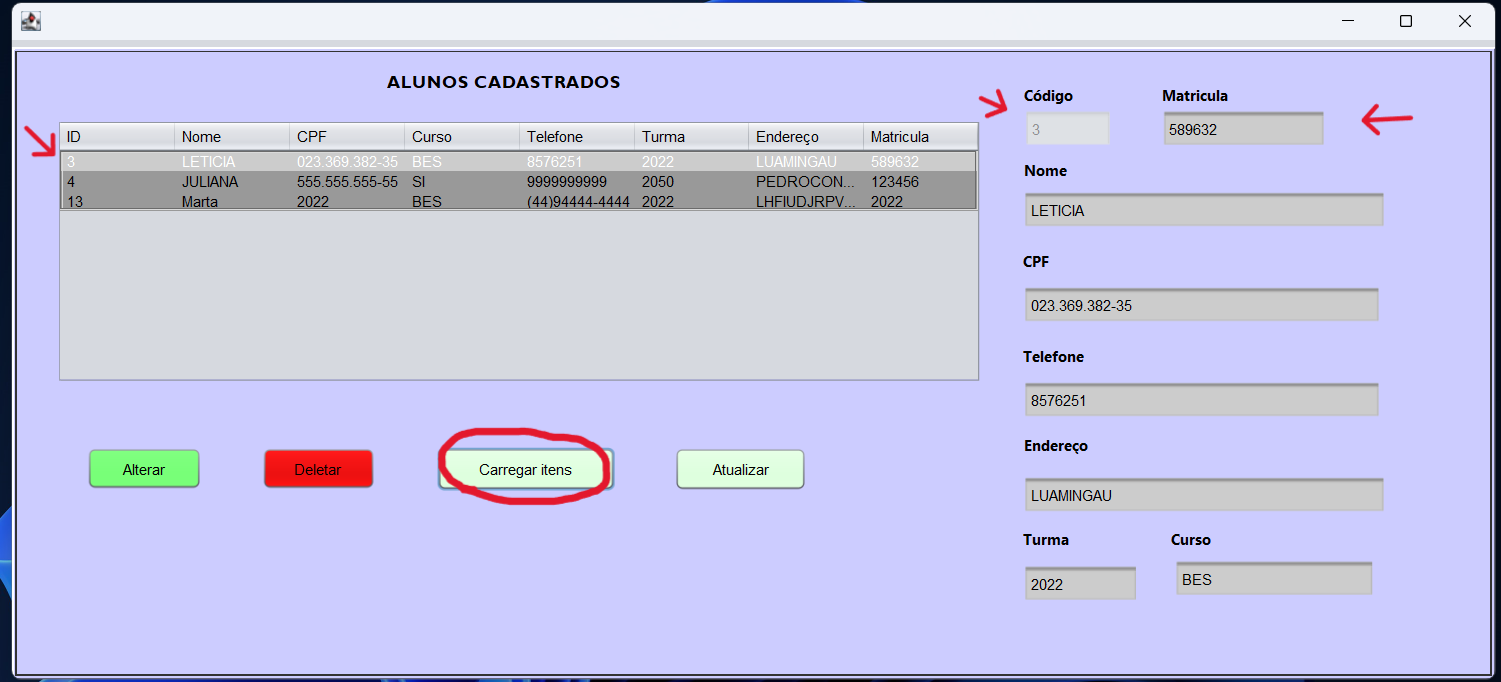 ALUNOS CADASTRADOS
ID Nome CPF Curso Telefone Turma Endereço Matricula
3 LETICIA 023.369.382-35 BES 8576251 2022 LUAMINGAU 589632
4 JULIANA 555.555.555-55 SI 9999999999 2050 PEDROCON... 123456
13 Marta 2022 BES (44)94444-4444 2022 LHFIUDJRPV... 2022
Alterar Deletar Carregar itens Atualizar
Código Matricula
3 589632
Nome
LETICIA
CPF
023.369.382-35
Telefone
8576251
Endereço
LUAMINGAU
Turma Curso
2022 BES